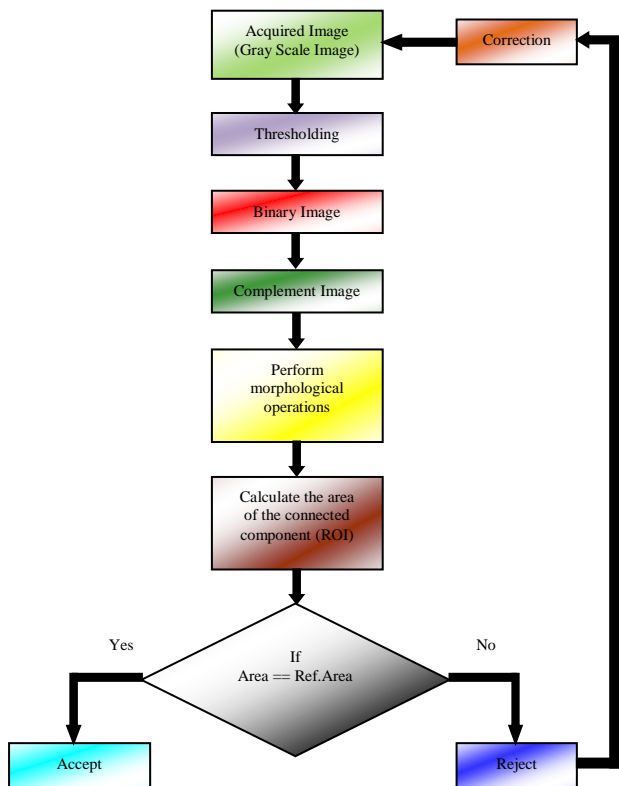 Acquired Image
(Gray Scale Image)
Correction
Thresholding
Binary Image
Complement Image
Perform
morphological
operations
Calculate the area
of the connected
component (ROI)
Yes
No
If
Area == Ref.Area
Accept
Reject